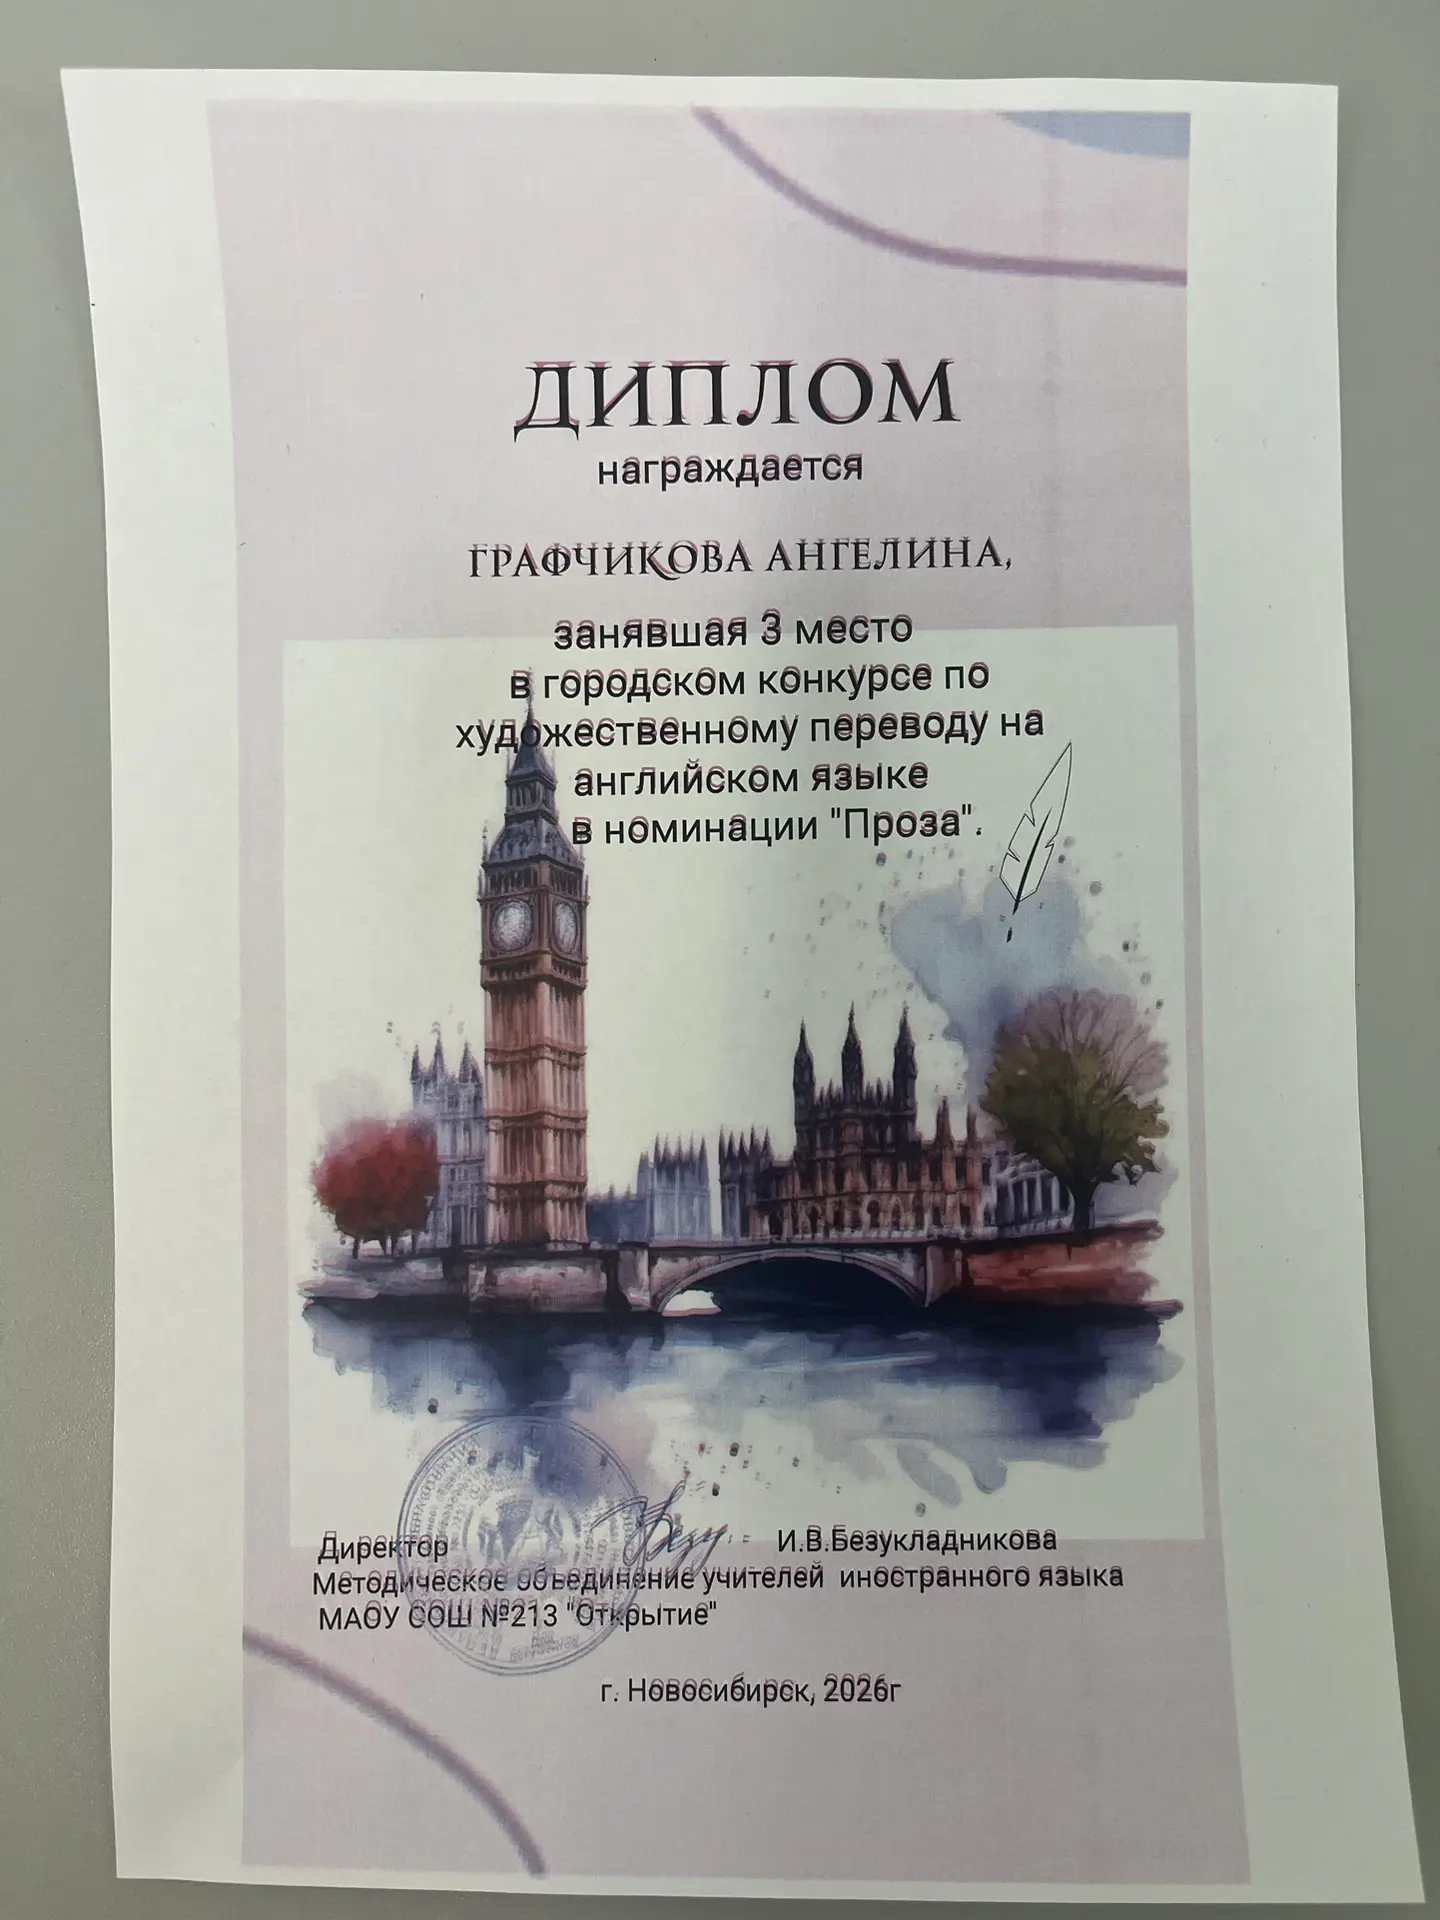 ДИПЛОМ
награждается
ГРАФЧИКОВА АНГЕЛИНА,
занявшая 3 место
в городском конкурсе по
художественному переводу на
английском языке
в номинации "Проза".
Директор И.В.Безукладникова
Методическое объединение учителей иностранного языка
МАОУ СОШ №213 "Открытие"
г. Новосибирск, 2026г